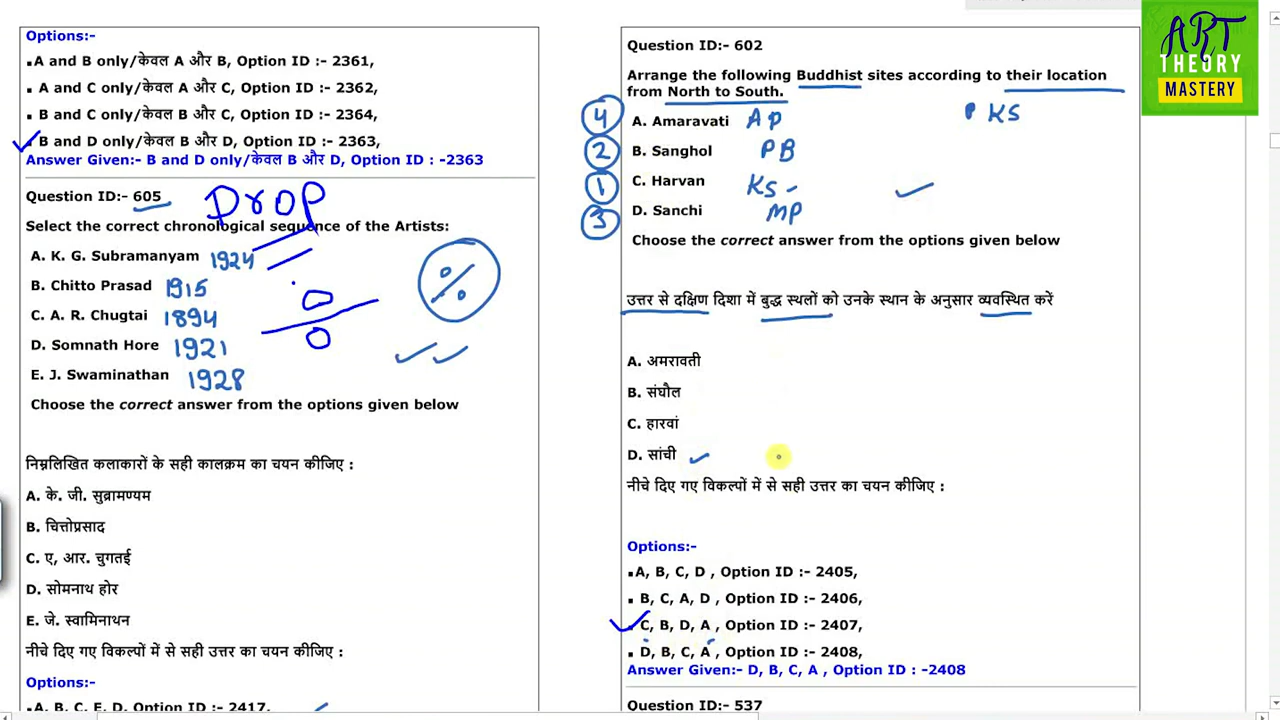 Options:-
▪A and B only/केवल A और B, Option ID :- 2361,
▪ A and C only/केवल A और C, Option ID :- 2362,
▪ B and C only/केवल B और C, Option ID :- 2364,
B and D only/केवल B और D, Option ID :- 2363,
Answer Given:- B and D only/केवल B और D, Option ID : -2363
Question ID:- 605
DrOP
Select the correct chronological sequence of the Artists:
A. K. G. Subramanyam 1924
B. Chitto Prasad 1915
C. A. R. Chugtai 1894
D. Somnath Hore 1921
E. J. Swaminathan 1928
%
Choose the correct answer from the options given below
निम्नलिखित कलाकारों के सही कालक्रम का चयन कीजिए :
A. के. जी. सुब्रामण्यम
B. चित्तोप्रसाद
C. ए, आर. चुगतई
D. सोमनाथ होर
E. जे. स्वामिनाथन
नीचे दिए गए विकल्पों में से सही उत्तर का चयन कीजिए :
Options:-
▪A, B, C, E, D, Option ID :- 2417,
Question ID:- 602
Arrange the following Buddhist sites according to their location
from North to South.
4 A. Amaravati AP
KS
2 B. Sanghol PB
1 C. Harvan KS
3 D. Sanchi MP
Choose the correct answer from the options given below
उत्तर से दक्षिण दिशा में बुद्ध स्थलों को उनके स्थान के अनुसार व्यवस्थित करें
A. अमरावती
B. संघौल
C. हारवां
D. सांची
नीचे दिए गए विकल्पों में से सही उत्तर का चयन कीजिए :
Options:-
▪A, B, C, D , Option ID :- 2405,
▪ B, C, A, D , Option ID :- 2406,
▪ C, B, D, A , Option ID :- 2407,
▪ D, B, C, A , Option ID :- 2408,
Answer Given:- D, B, C, A , Option ID : -2408
Question ID:- 537
ART
THEORY
MASTERY